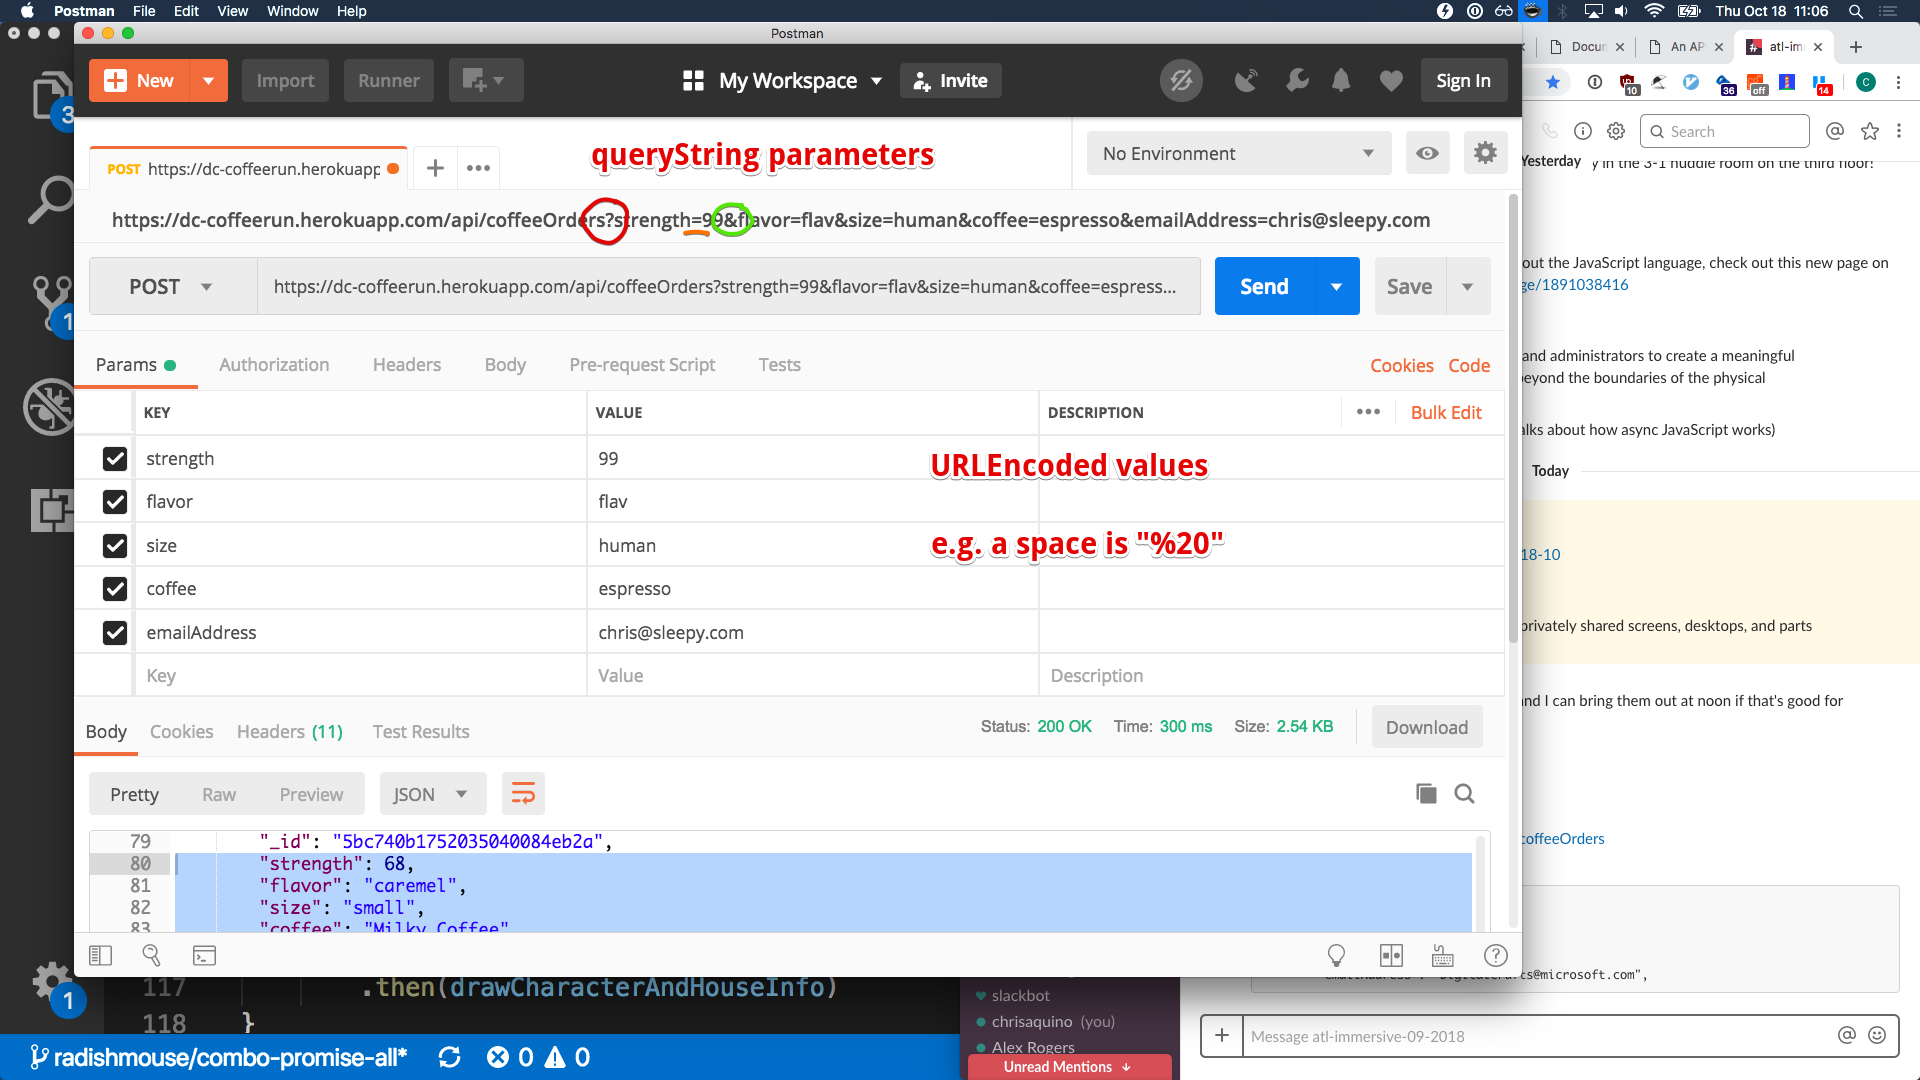 Postman File Edit View Window Help
Thu Oct 18 11:06
Postman
New Import Runner My Workspace Invite Sign In
POST https://dc-coffeerun.herokuapp
queryString parameters
No Environment
https://dc-coffeerun.herokuapp.com/api/coffeeOrders?strength=99&flavor=flav&size=human&coffee=espresso&emailAddress=chris@sleepy.com
POST https://dc-coffeerun.herokuapp.com/api/coffeeOrders?strength=99&flavor=flav&size=human&coffee=espress... Send Save
Params Authorization Headers Body Pre-request Script Tests Cookies Code
KEY VALUE DESCRIPTION Bulk Edit
strength 99
URLEncoded values
flavor flav
size human
e.g. a space is "%20"
coffee espresso
emailAddress chris@sleepy.com
Key Value Description
Body Cookies Headers (11) Test Results Status: 200 OK Time: 300 ms Size: 2.54 KB Download
Pretty Raw Preview JSON
79 "_id": "5bc740b1752035040084eb2a",
80 "strength": 68,
81 "flavor": "caremel",
82 "size": "small",
83 "coffee": "Milky Coffee"
117 .then(drawCharacterAndHouseInfo)
118 }
radishmouse/combo-promise-all* 0 0
3
1
1
Docum An AP atl-im
10 36 off 14 C
Search
Yesterday y in the 3-1 huddle room on the third floor!
out the JavaScript language, check out this new page on
ge/1891038416
and administrators to create a meaningful
eyond the boundaries of the physical
alks about how async JavaScript works)
Today
18-10
privately shared screens, desktops, and parts
nd I can bring them out at noon if that's good for
coffeeOrders
@microsoft.com",
slackbot
chrisaquino (you)
Alex Rogers
Unread Mentions ↓
Message atl-immersive-09-2018